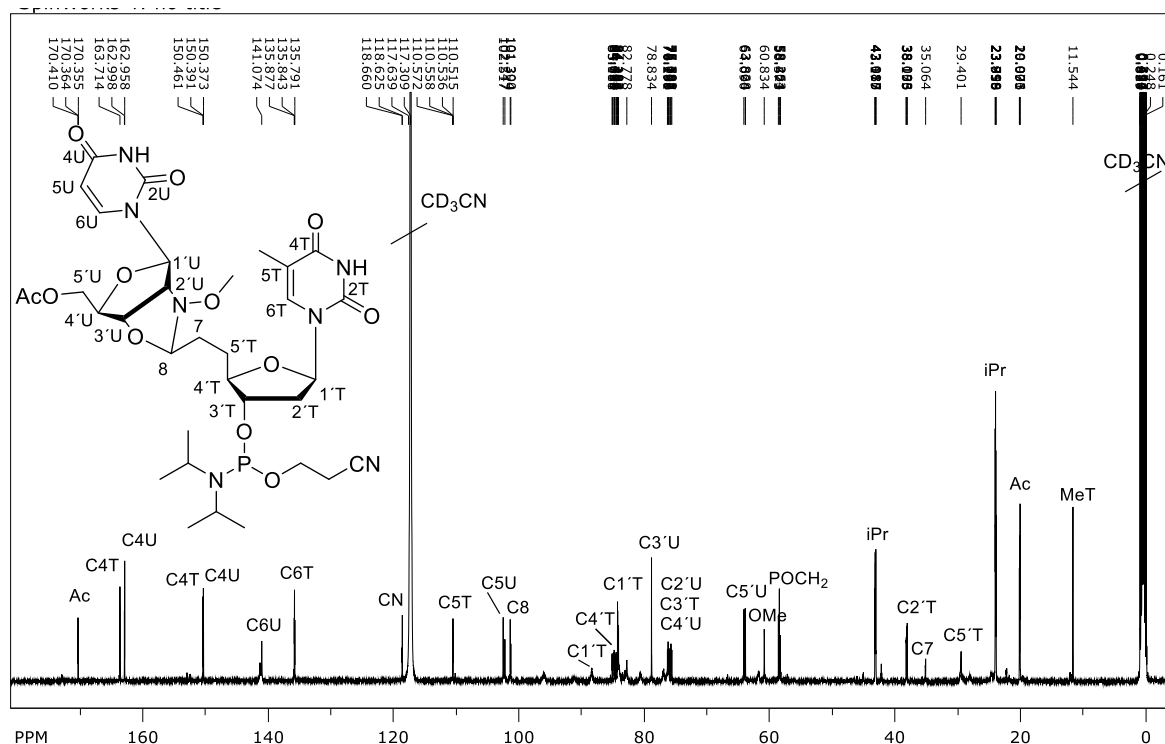 170.410
170.364
170.355
163.714
162.998
162.958
150.461
150.391
150.373
141.074
135.877
135.843
135.791
118.660
118.625
117.639
117.309
110.572
110.558
110.536
110.515
82.778
78.834
60.834
35.064
29.401
11.544
CD₃CN
CD₃CN
O
4U
NH
5U
2U
O
6U
N
1´U
O
5´U
2´U
AcO
N
O
4´U
3´U
O
7
8
O
4T
5T
NH
2T
6T
N
O
5´T
O
4´T
1´T
3´T
2´T
O
P
N
O
CN
iPr
Ac
MeT
iPr
C4U
C4T
Ac
C4T
C4U
C6U
C6T
CN
C5T
C5U
C8
C4´T
C1´T
C1´T
C3´U
C2´U
C3´T
C4´U
C5´U
OMe
POCH₂
C2´T
C7
C5´T
PPM
160
140
120
100
80
60
40
20
0